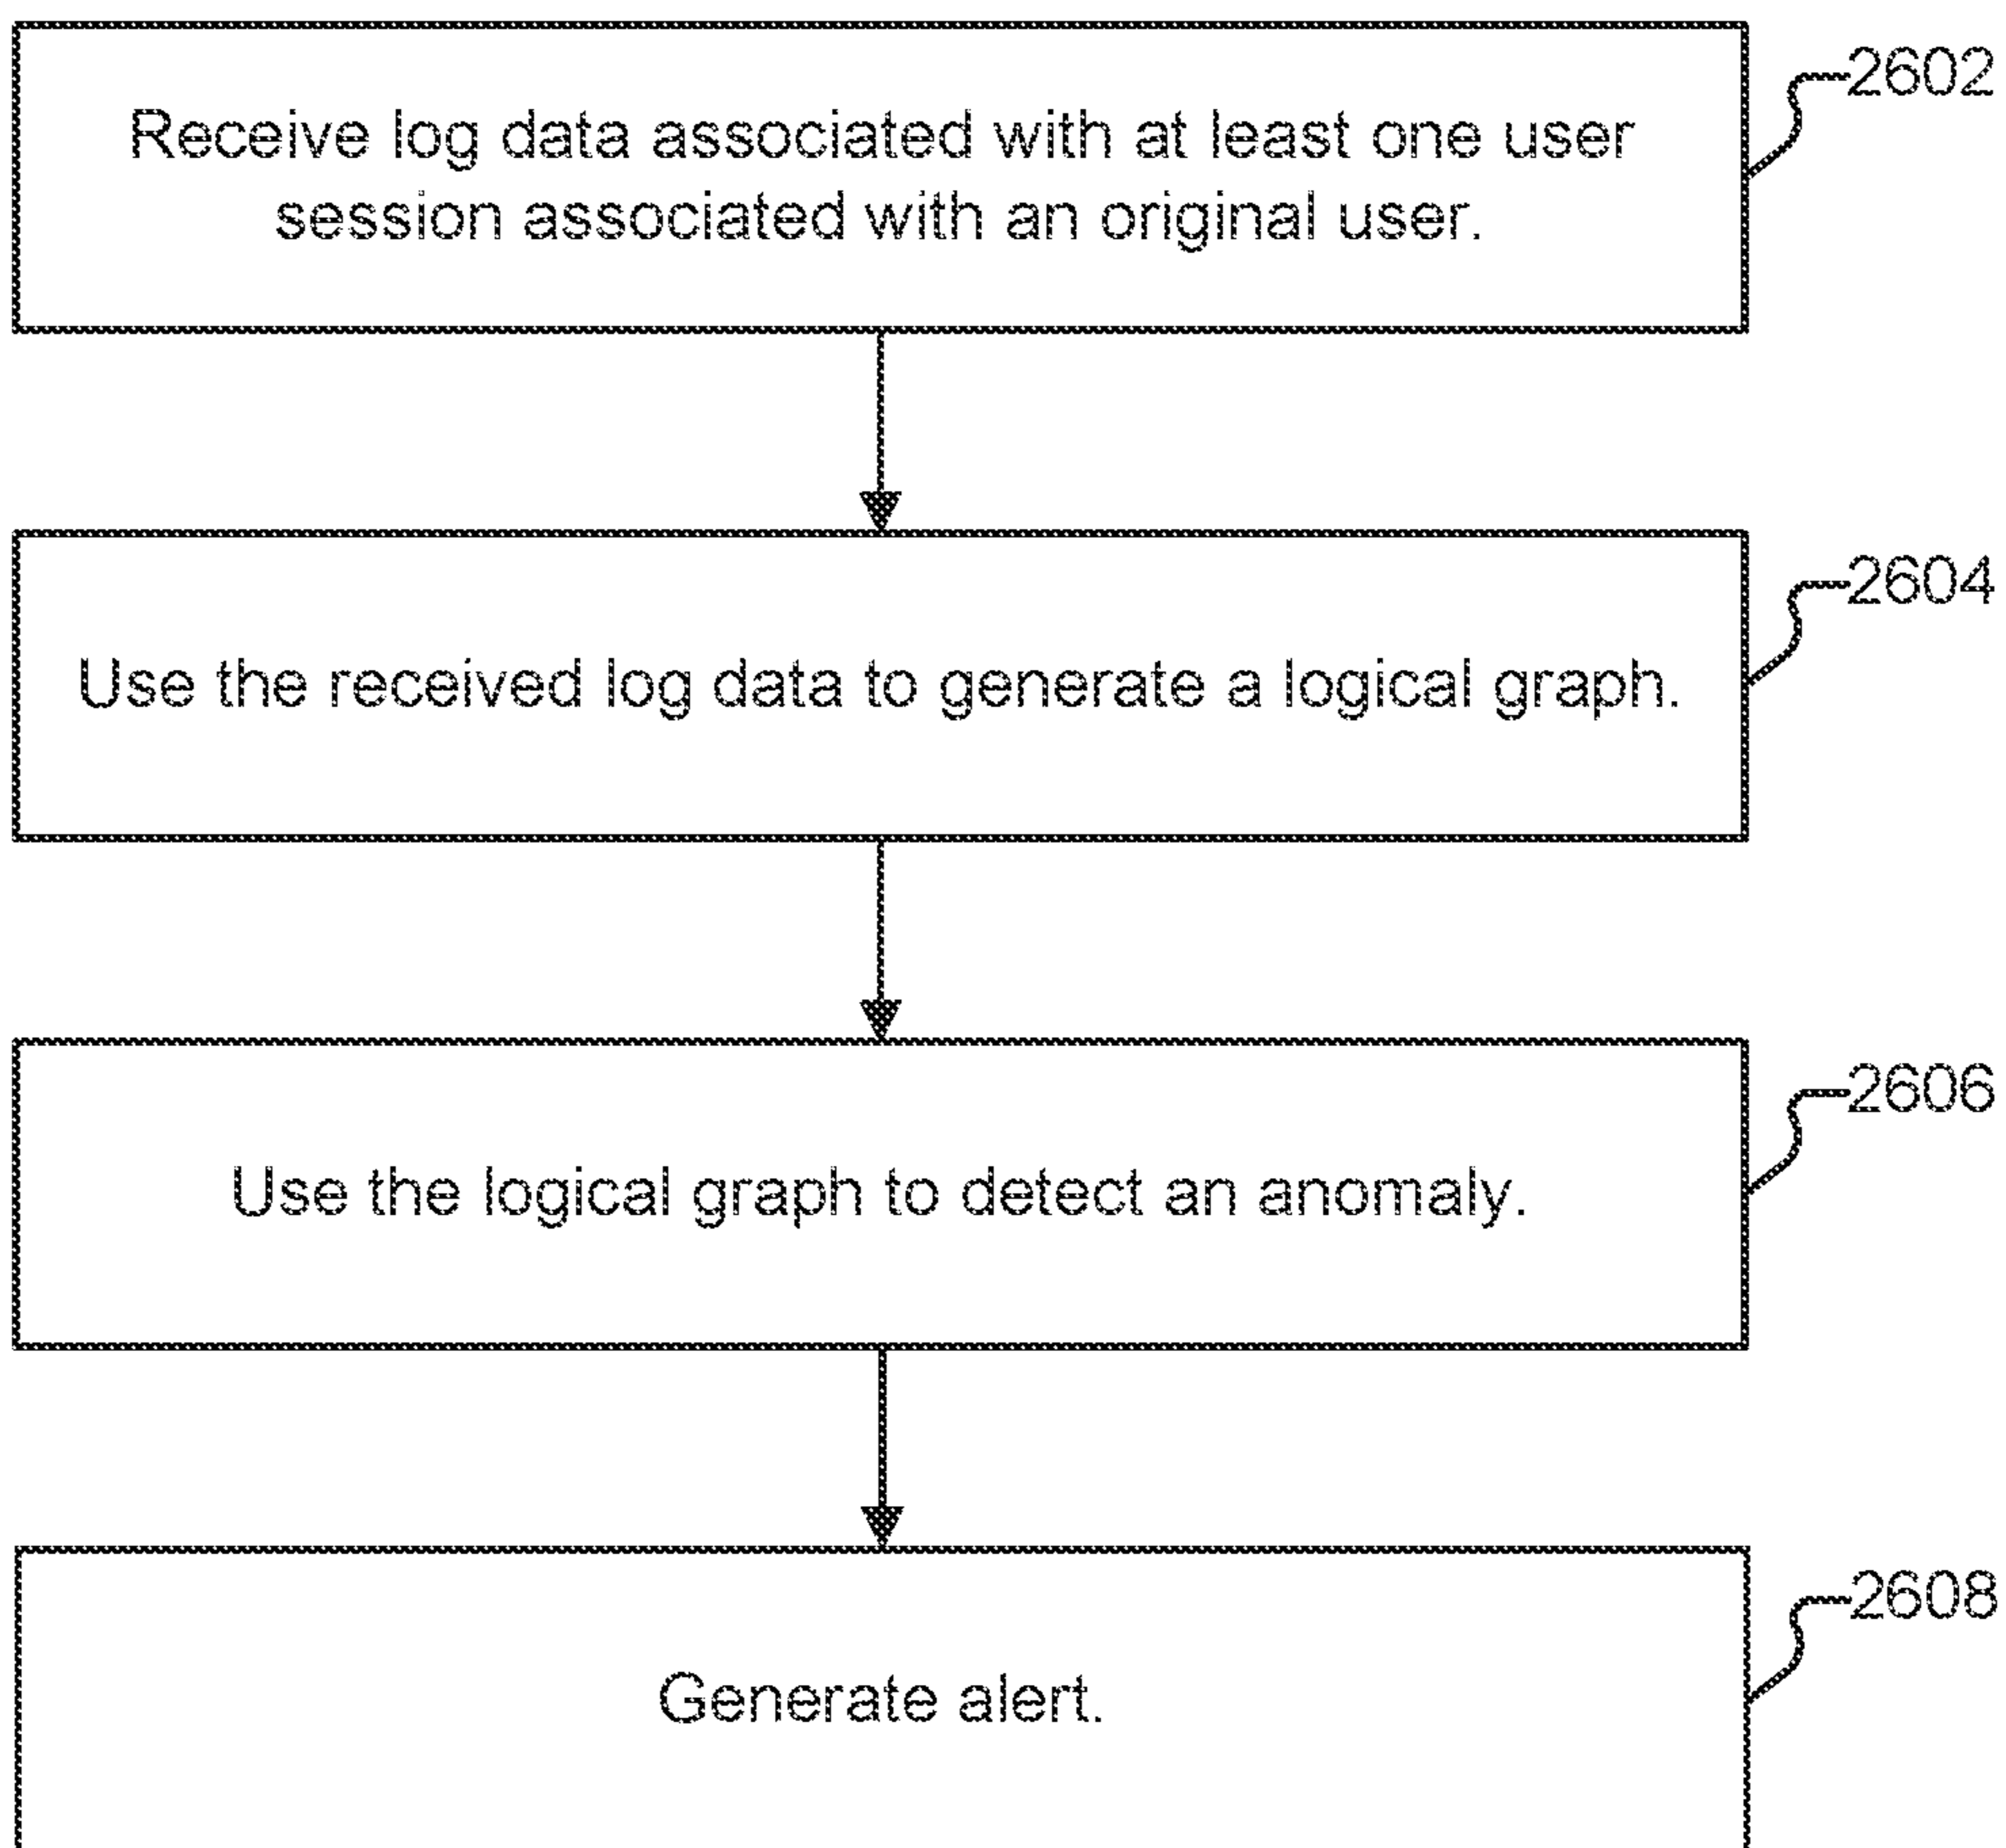 2602
Receive log data associated with at least one user
session associated with an original user.
2604
Use the received log data to generate a logical graph.
2606
Use the logical graph to detect an anomaly.
2608
Generate alert.